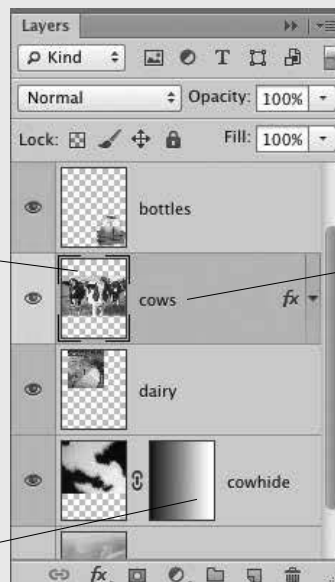 Layers
Kind
T
Normal Opacity: 100%
Lock: Fill: 100%
bottles
cows fx
dairy
cowhide
fx